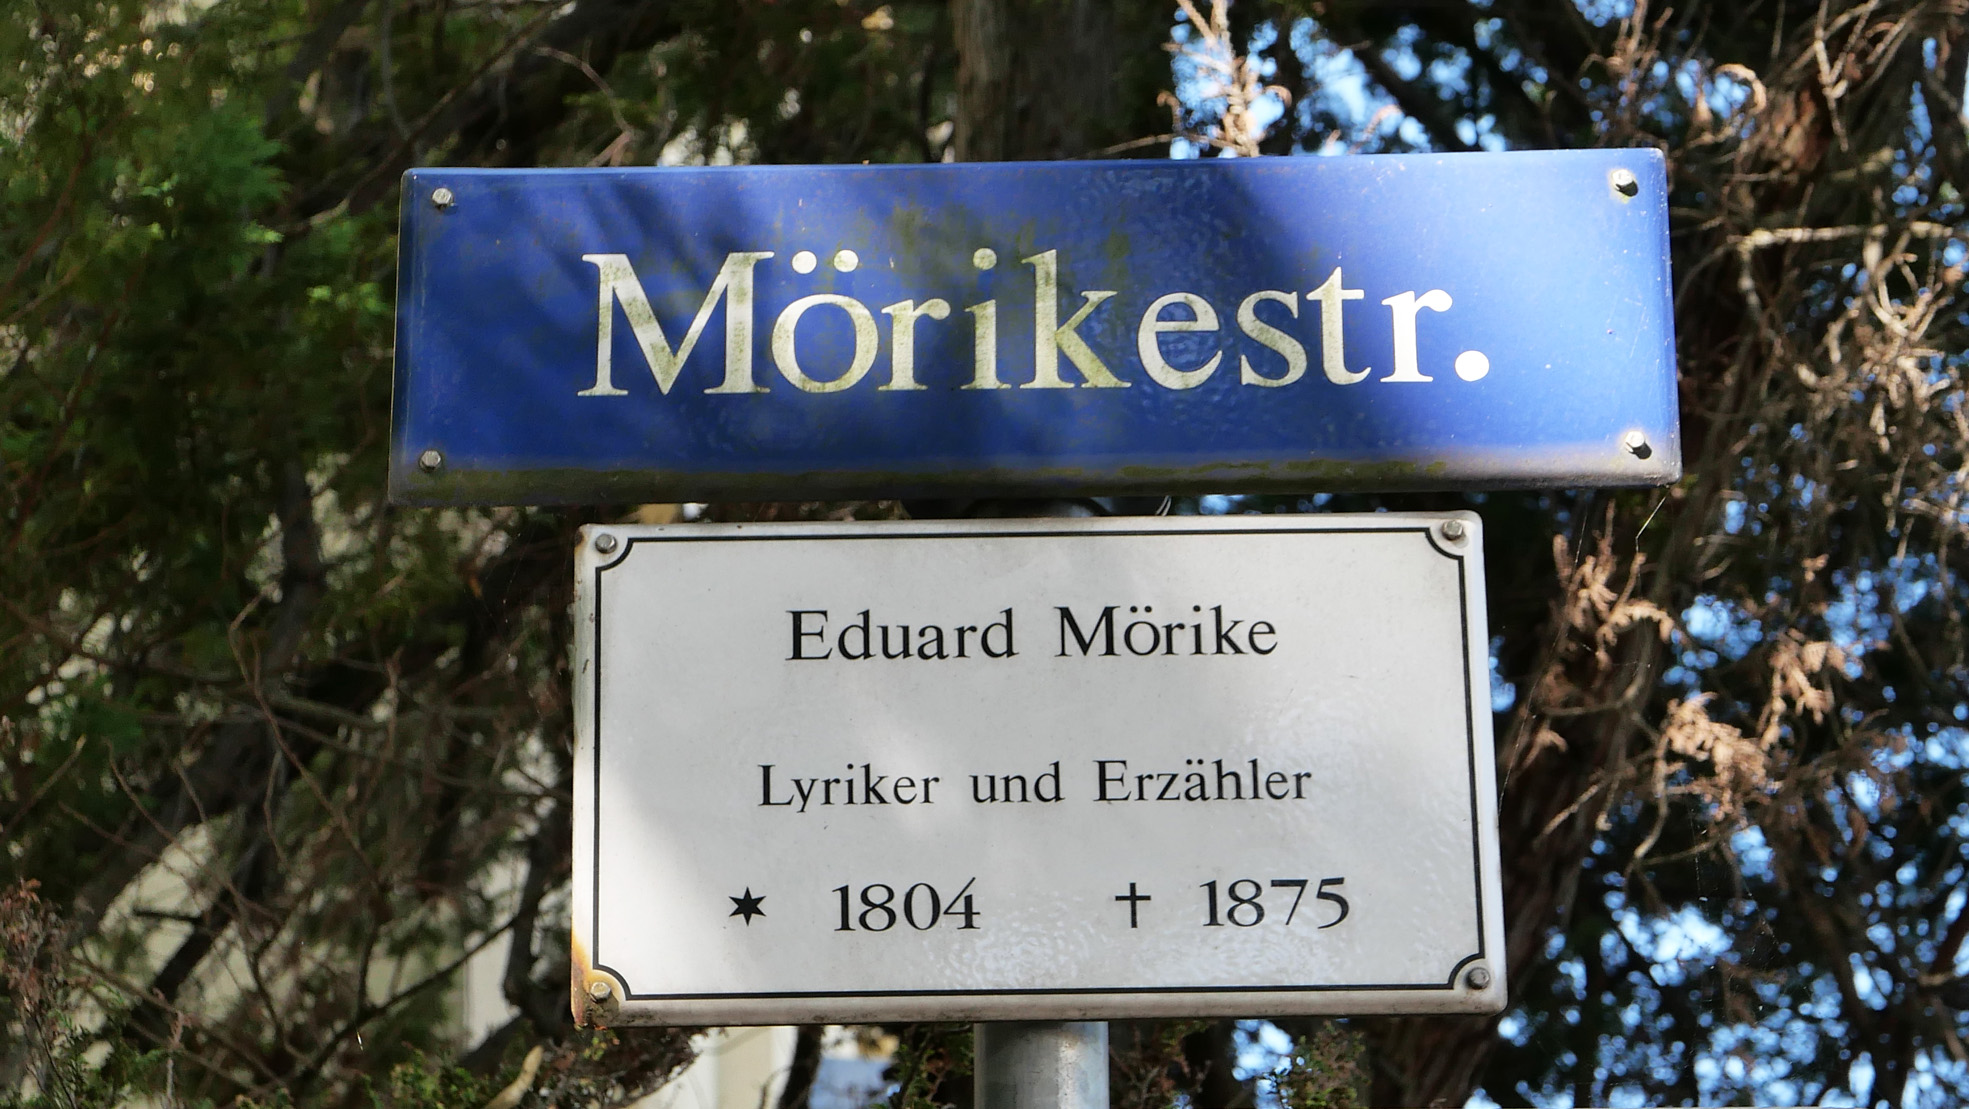 Mörikestr.
Eduard Mörike
Lyriker und Erzähler
✶ 1804 † 1875